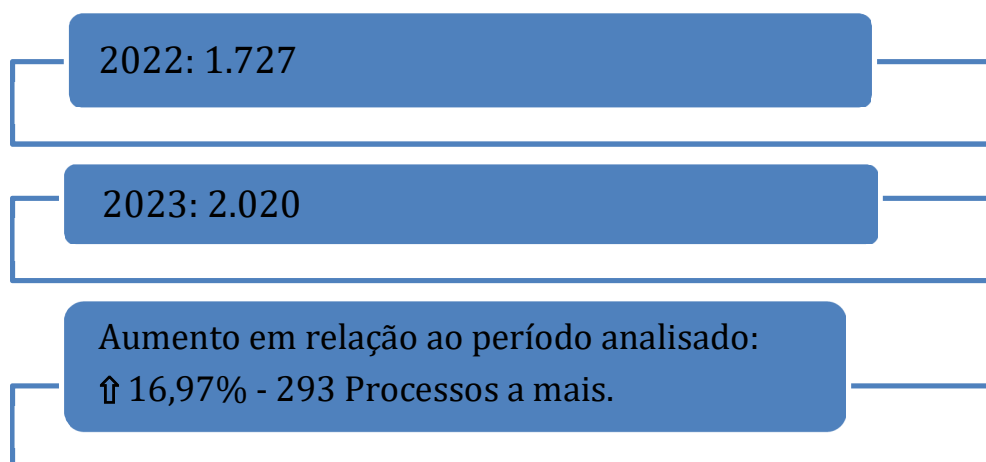 2022: 1.727
2023: 2.020
Aumento em relação ao período analisado:
⇧ 16,97% - 293 Processos a mais.